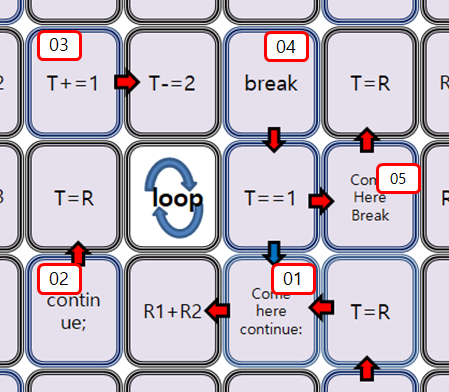 03
04
2
T+=1
T-=2
break
T=R
R
3
T=R
loop
T==1
05
Here
Break
R
02
contin
ue;
R1+R2
01
Come
here
continue:
T=R